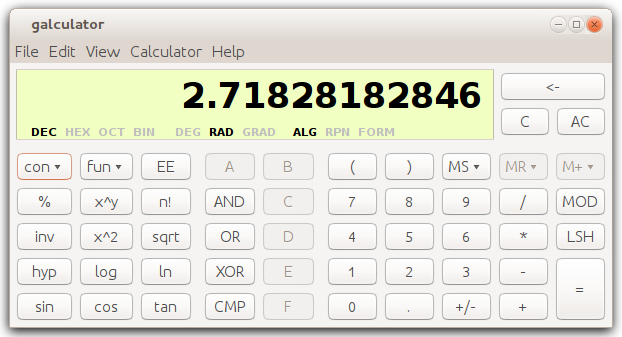 galculator
File Edit View Calculator Help
2.71828182846
DEC HEX OCT BIN DEG RAD GRAD ALG RPN FORM
<-
C AC
con fun EE A B ( ) MS MR M+
% x^y n! AND C 7 8 9 / MOD
inv x^2 sqrt OR D 4 5 6 * LSH
hyp log ln XOR E 1 2 3 - =
sin cos tan CMP F 0 . +/- +